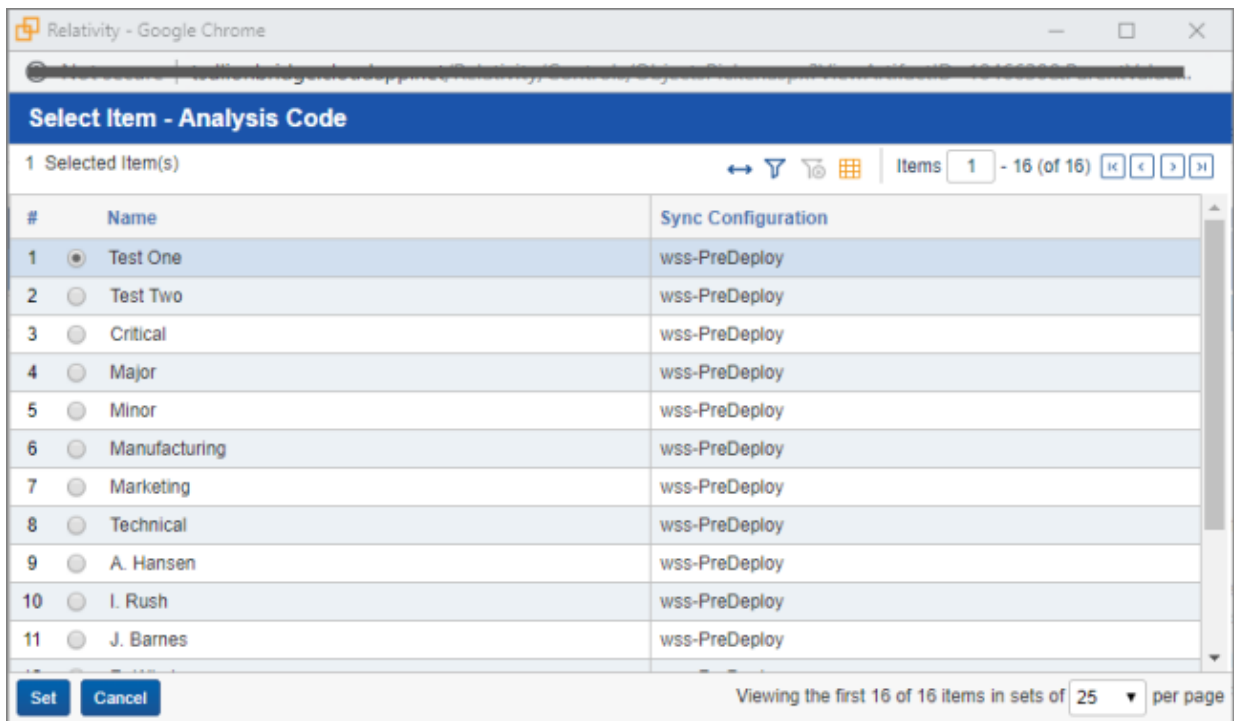 Relativity - Google Chrome
Select Item - Analysis Code
1 Selected Item(s) Items 1 - 16 (of 16)
# Name Sync Configuration
1 Test One wss-PreDeploy
2 Test Two wss-PreDeploy
3 Critical wss-PreDeploy
4 Major wss-PreDeploy
5 Minor wss-PreDeploy
6 Manufacturing wss-PreDeploy
7 Marketing wss-PreDeploy
8 Technical wss-PreDeploy
9 A. Hansen wss-PreDeploy
10 I. Rush wss-PreDeploy
11 J. Barnes wss-PreDeploy
Set Cancel Viewing the first 16 of 16 items in sets of 25 per page